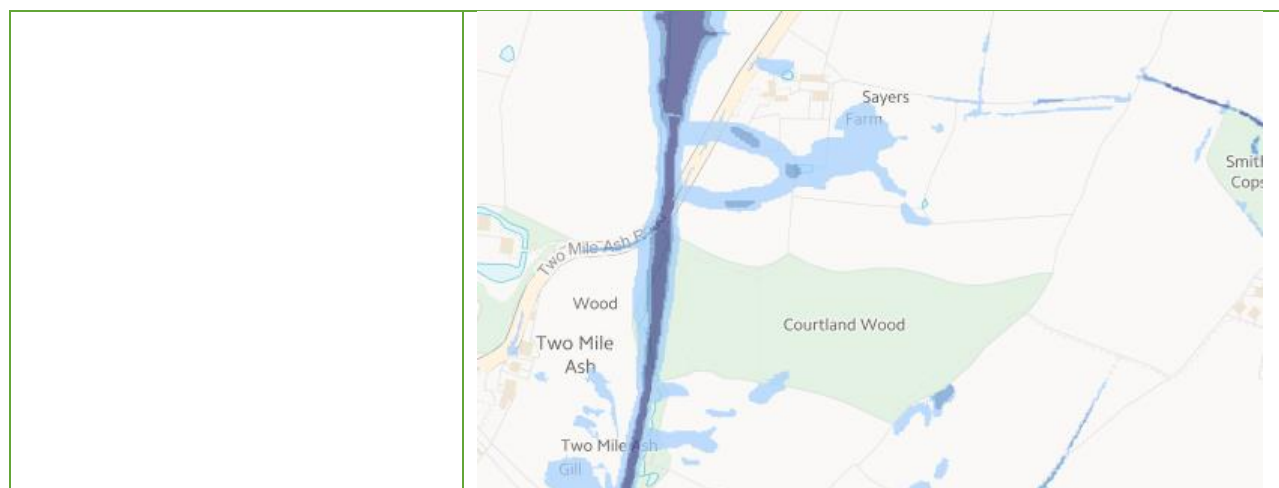 Sayers
Farm
Smith
Cops
Two Mile Ash R
Wood
Courtland Wood
Two Mile
Ash
Two Mile Ash
Gill